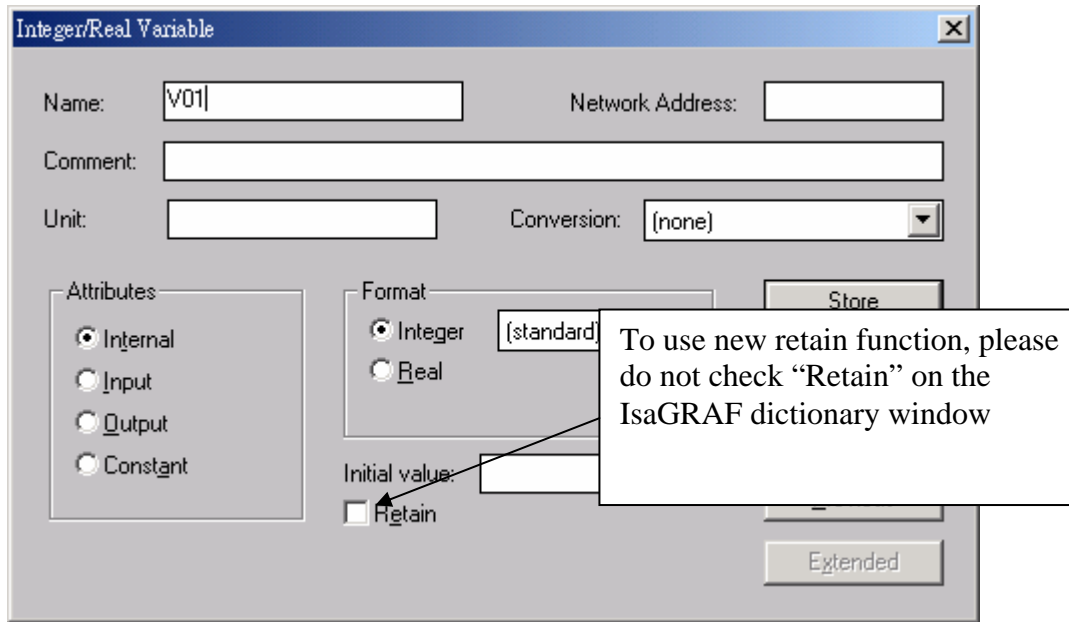 Integer/Real Variable
Name:
V01
Network Address:
Comment:
Unit:
Conversion:
(none)
Attributes
Internal
Input
Output
Constant
Format
Integer
(standard)
Real
Initial value:
Retain
Store
Extended
To use new retain function, please
do not check “Retain” on the
IsaGRAF dictionary window